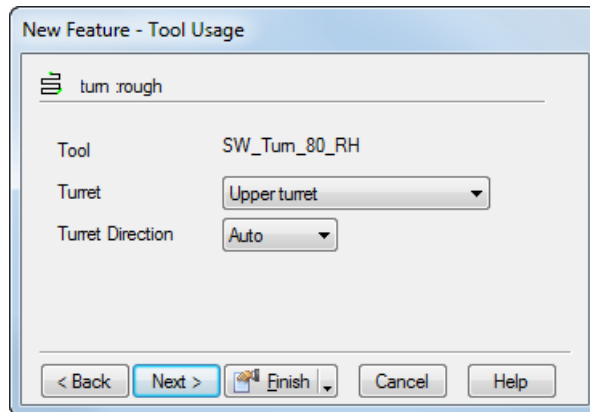 New Feature - Tool Usage
turn :rough
Tool SW_Turn_80_RH
Turret Upper turret
Turret Direction Auto
< Back Next > Finish Cancel Help